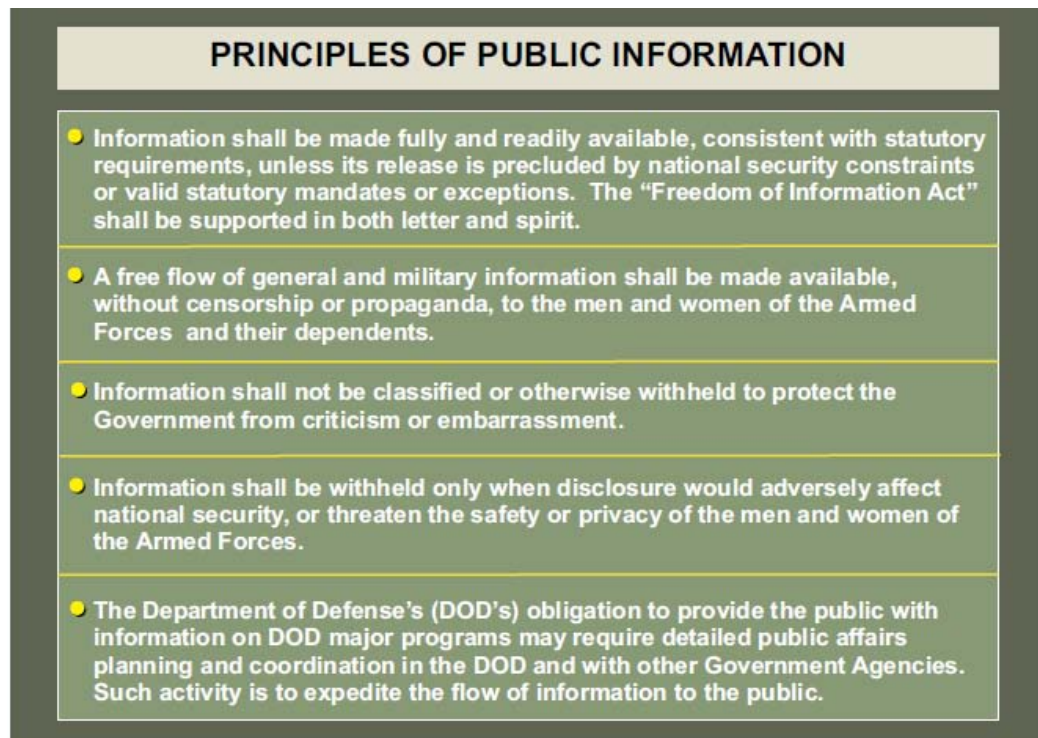 PRINCIPLES OF PUBLIC INFORMATION
Information shall be made fully and readily available, consistent with statutory
requirements, unless its release is precluded by national security constraints
or valid statutory mandates or exceptions.  The “Freedom of Information Act”
shall be supported in both letter and spirit.
A free flow of general and military information shall be made available,
without censorship or propaganda, to the men and women of the Armed
Forces  and their dependents.
Information shall not be classified or otherwise withheld to protect the
Government from criticism or embarrassment.
Information shall be withheld only when disclosure would adversely affect
national security, or threaten the safety or privacy of the men and women of
the Armed Forces.
The Department of Defense’s (DOD’s) obligation to provide the public with
information on DOD major programs may require detailed public affairs
planning and coordination in the DOD and with other Government Agencies.
Such activity is to expedite the flow of information to the public.